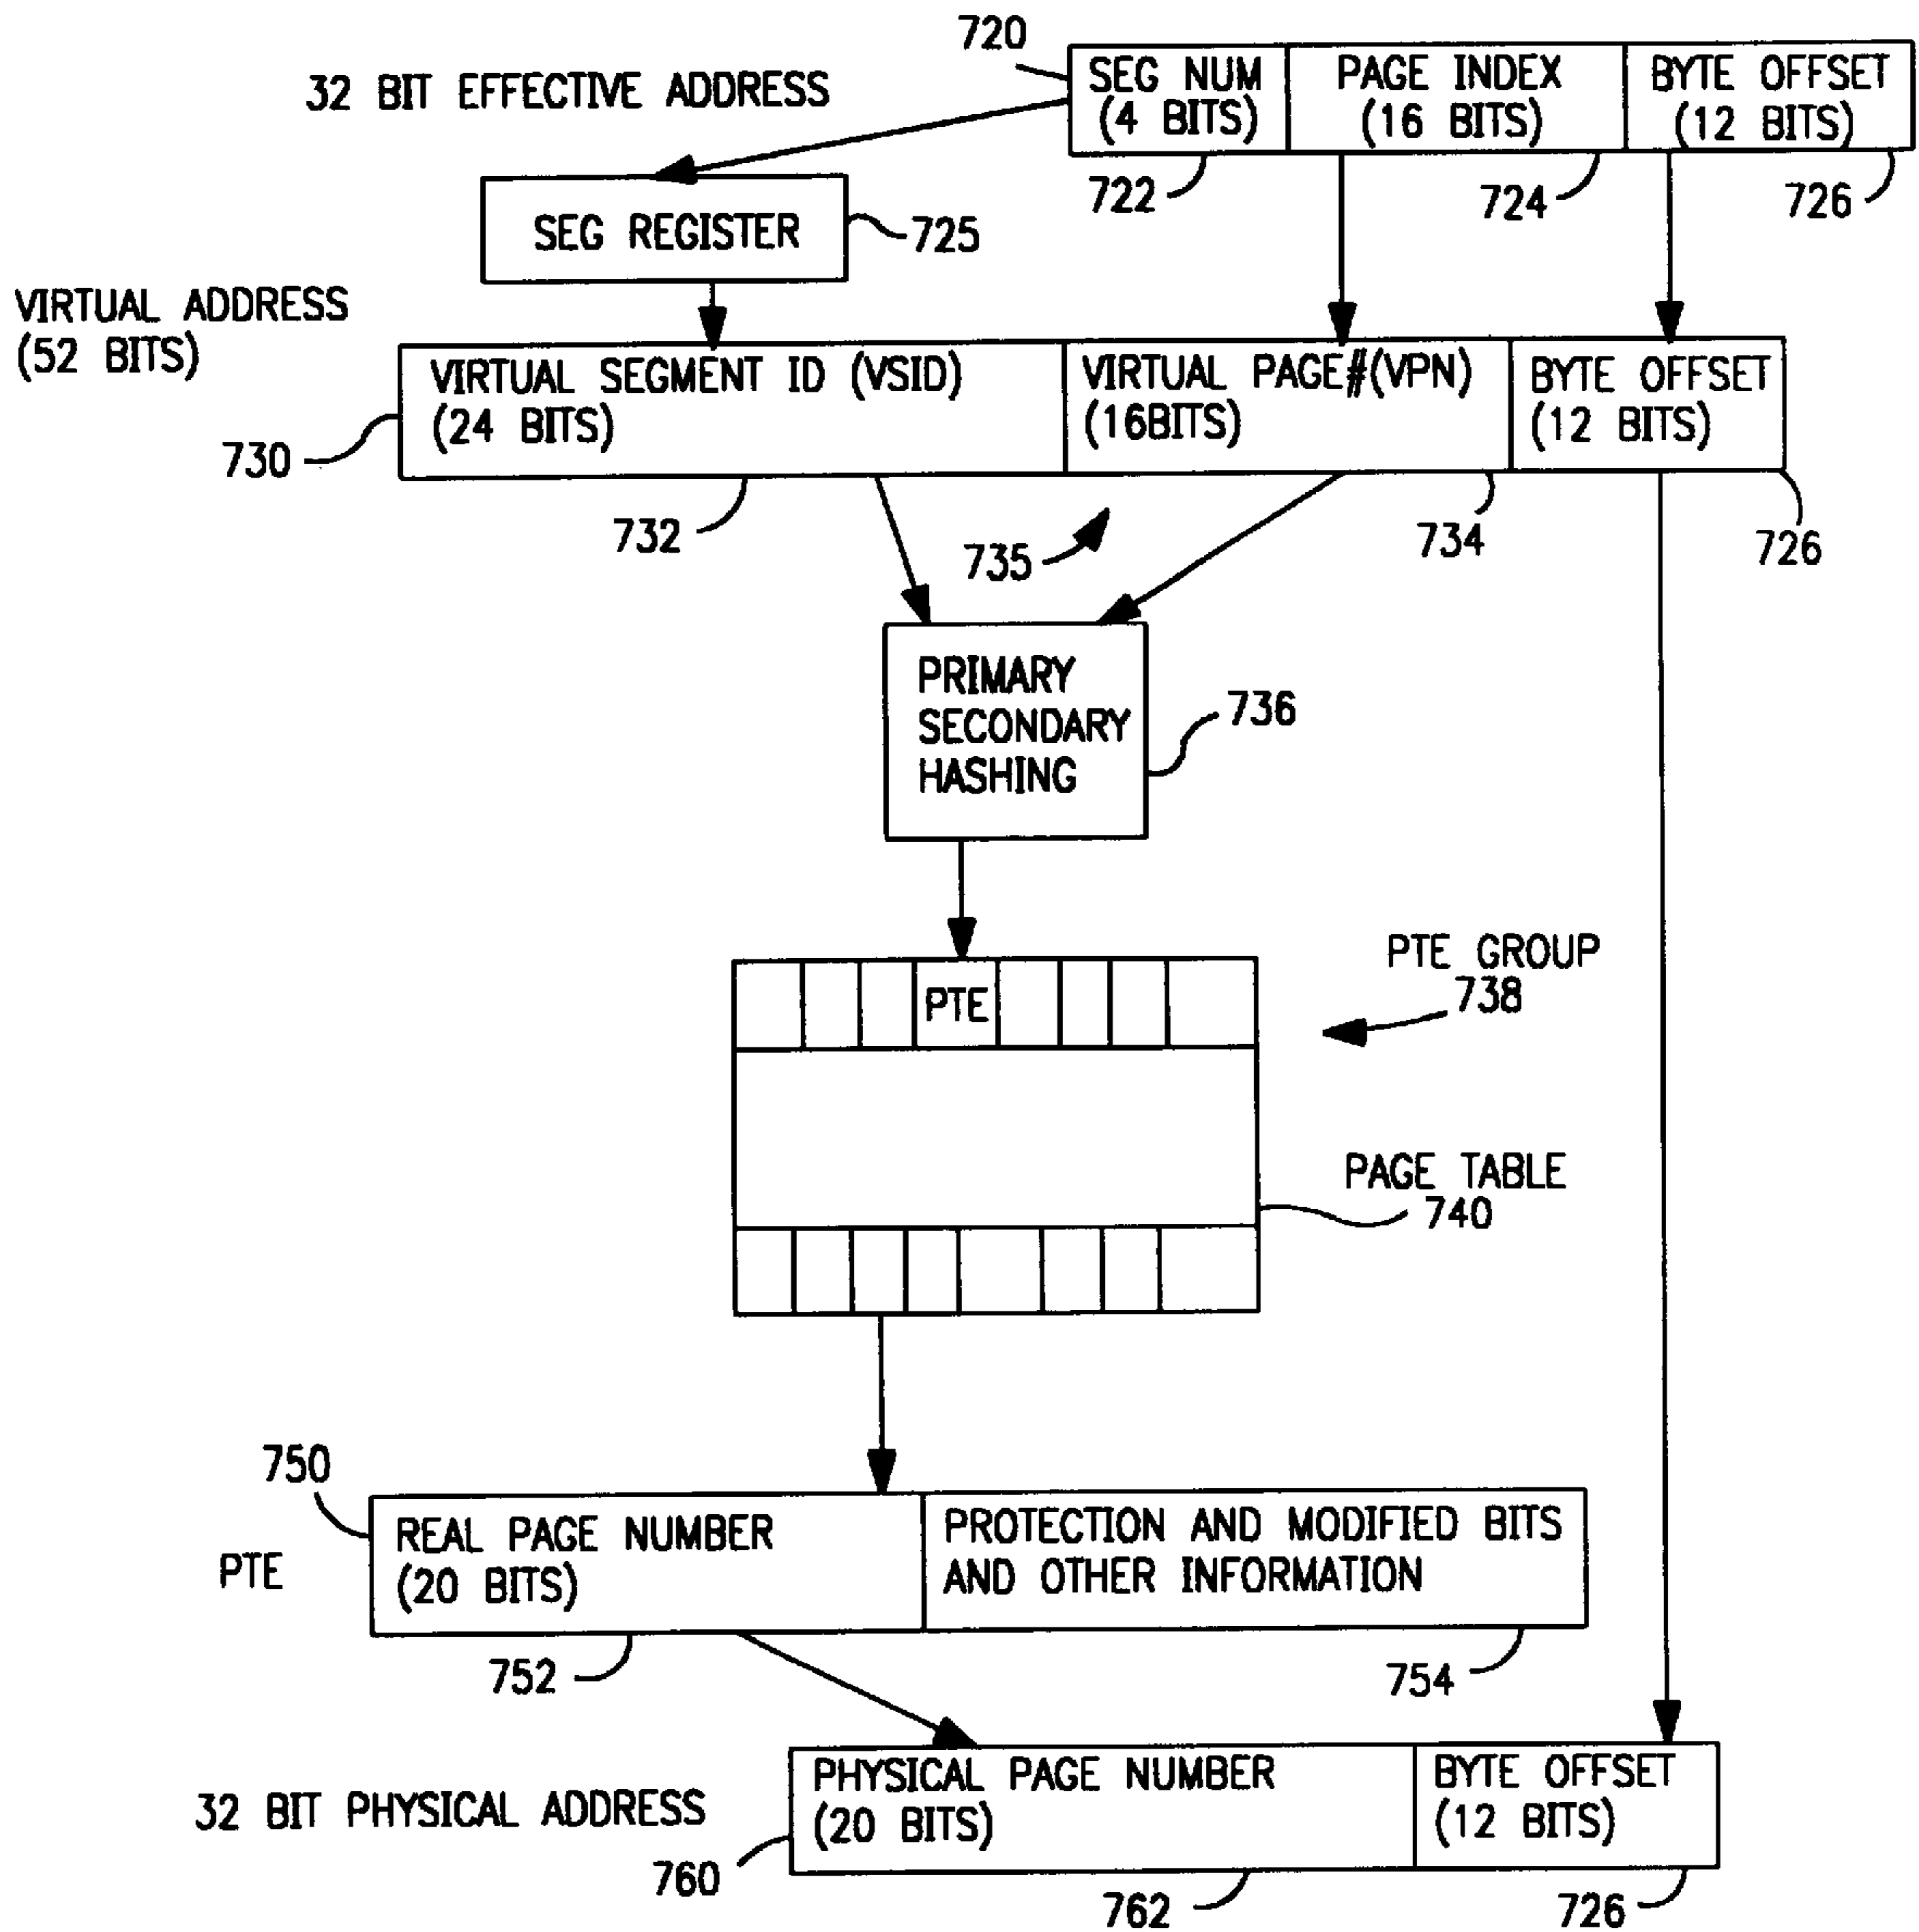 720
32 BIT EFFECTIVE ADDRESS
SEG NUM
(4 BITS)
PAGE INDEX
(16 BITS)
BYTE OFFSET
(12 BITS)
722
724
726
SEG REGISTER
725
VIRTUAL ADDRESS
(52 BITS)
VIRTUAL SEGMENT ID (VSID)
(24 BITS)
VIRTUAL PAGE#(VPN)
(16BITS)
BYTE OFFSET
(12 BITS)
730
732
735
734
726
PRIMARY
SECONDARY
HASHING
736
PTE
PTE GROUP
738
PAGE TABLE
740
750
PTE
REAL PAGE NUMBER
(20 BITS)
PROTECTION AND MODIFIED BITS
AND OTHER INFORMATION
752
754
32 BIT PHYSICAL ADDRESS
PHYSICAL PAGE NUMBER
(20 BITS)
BYTE OFFSET
(12 BITS)
760
762
726